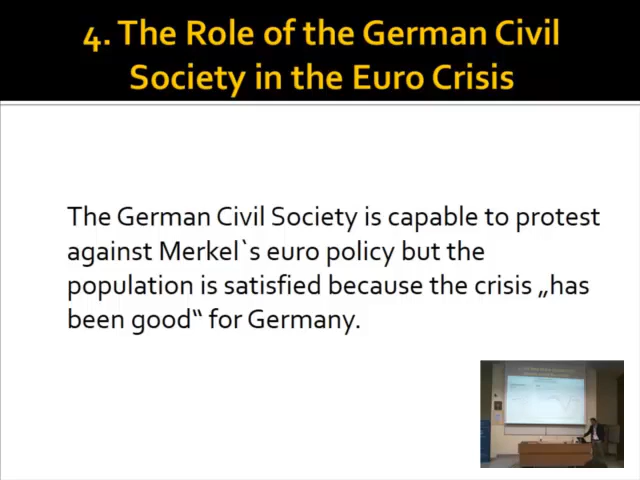 4. The Role of the German Civil
Society in the Euro Crisis
The German Civil Society is capable to protest
against Merkel`s euro policy but the
population is satisfied because the crisis „has
been good“ for Germany.